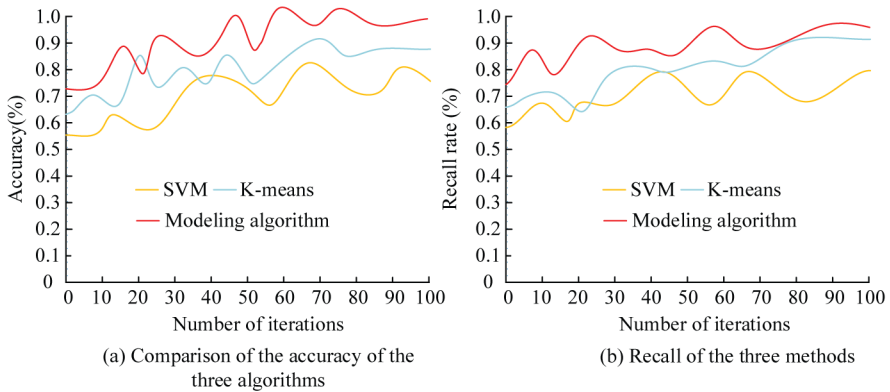 1.0
0.9
0.8
0.7
0.6
0.5
0.4
0.3
0.2
0.1
0
Accuracy(%)
SVM K-means
Modeling algorithm
0 10 20 30 40 50 60 70 80 90 100
Number of iterations
(a) Comparison of the accuracy of the
three algorithms
1.0
0.9
0.8
0.7
0.6
0.5
0.4
0.3
0.2
0.1
0
Recall rate (%)
SVM K-means
Modeling algorithm
0 10 20 30 40 50 60 70 80 90 100
Number of iterations
(b) Recall of the three methods